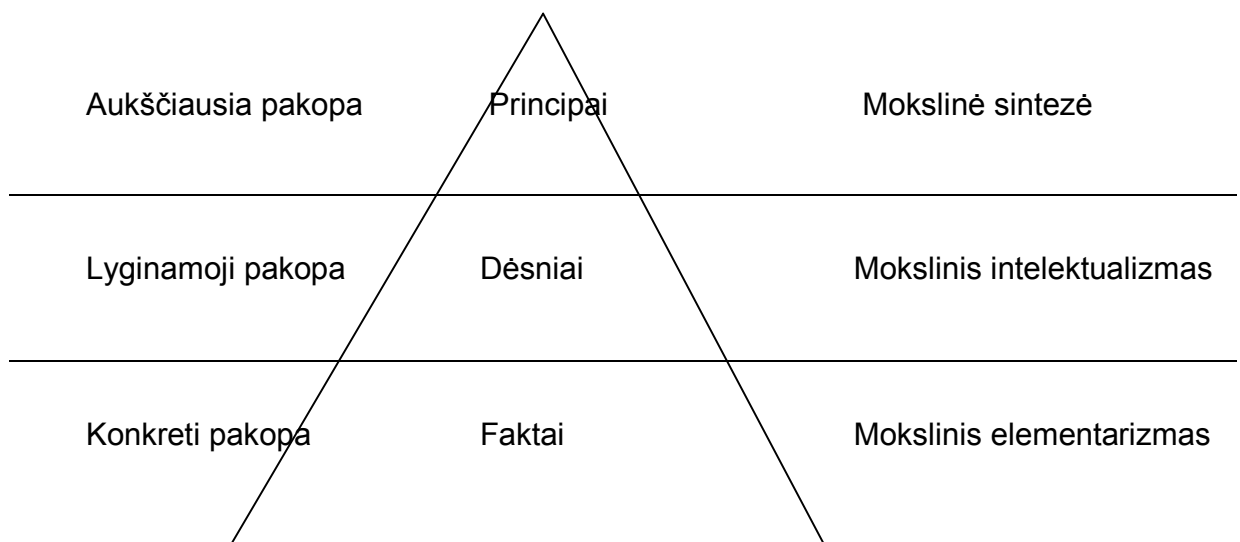 Aukščiausia pakopa Principai Mokslinė sintezė
Lyginamoji pakopa Dėsniai Mokslinis intelektualizmas
Konkreti pakopa Faktai Mokslinis elementarizmas